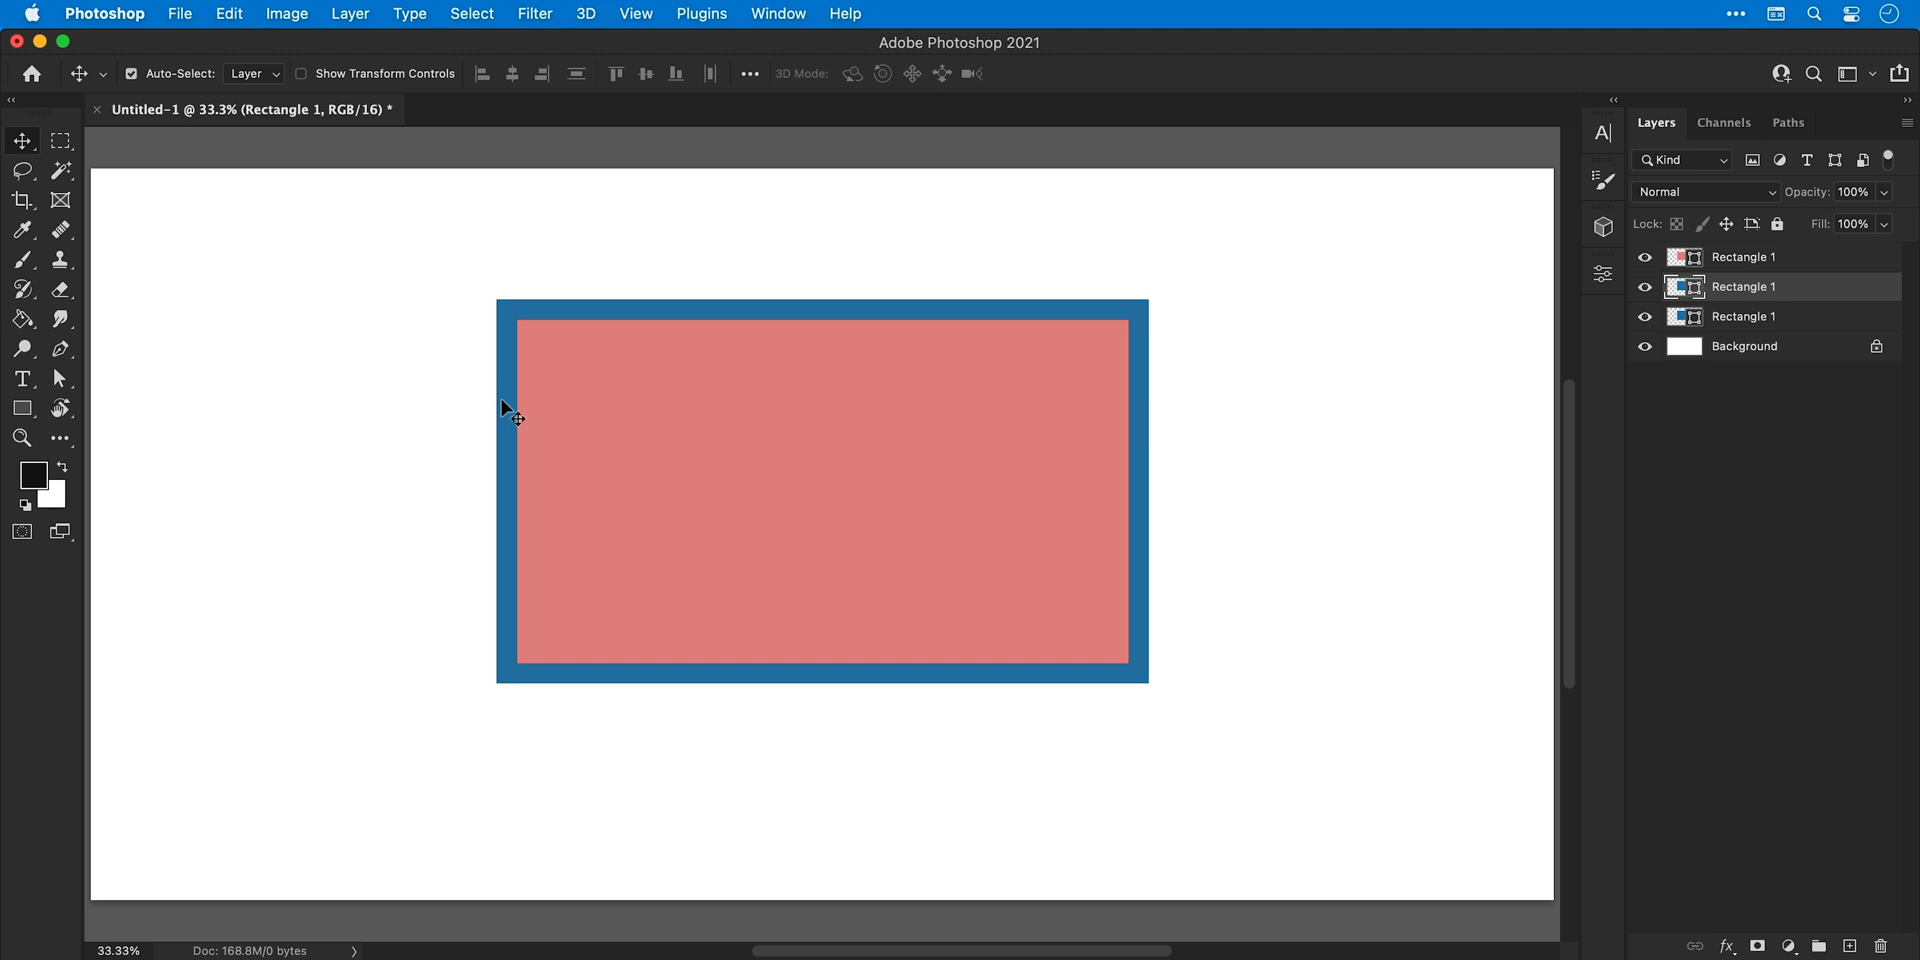 Photoshop File Edit Image Layer Type Select Filter 3D View Plugins Window Help
Adobe Photoshop 2021
Auto-Select: Layer Show Transform Controls 3D Mode:
Untitled-1 @ 33.3% (Rectangle 1, RGB/16) *
Layers Channels Paths
Kind
Normal Opacity: 100%
Lock: Fill: 100%
Rectangle 1
Rectangle 1
Rectangle 1
Background
33.33% Doc: 168.8M/0 bytes